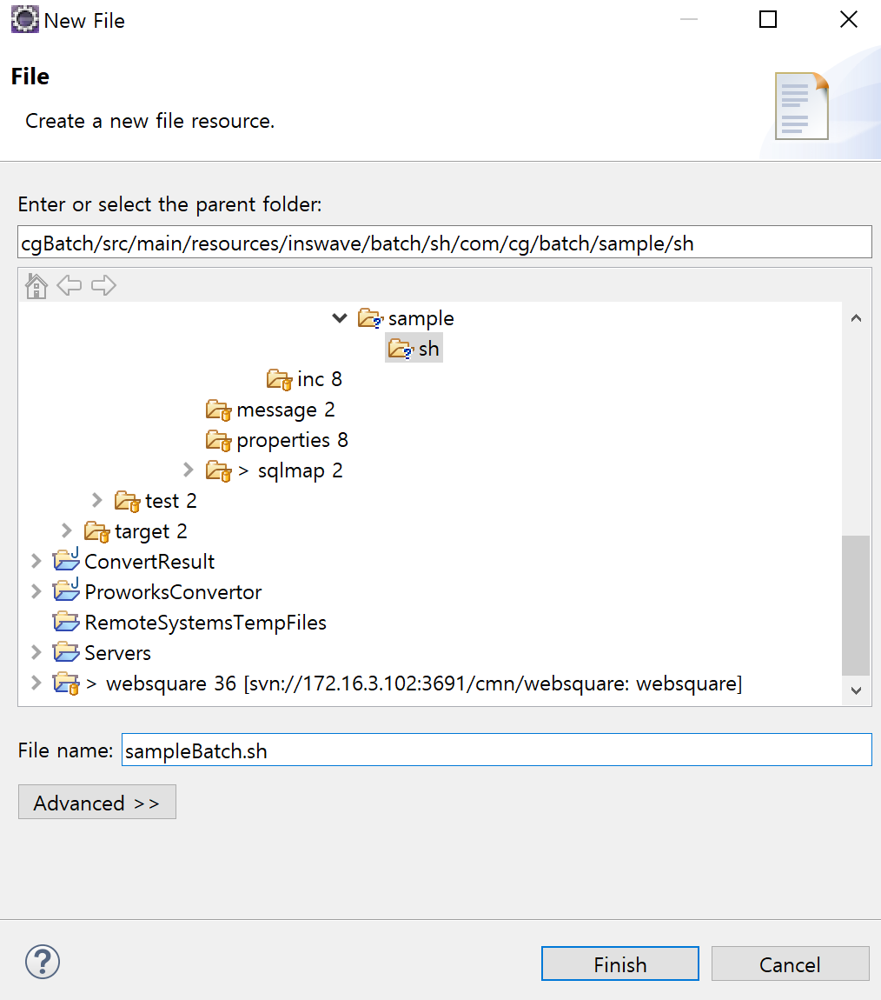 New File
File
Create a new file resource.
Enter or select the parent folder:
cgBatch/src/main/resources/inswave/batch/sh/com/cg/batch/sample/sh
sample
sh
inc 8
message 2
properties 8
> sqlmap 2
test 2
target 2
ConvertResult
ProworksConvertor
RemoteSystemsTempFiles
Servers
> websquare 36 [svn://172.16.3.102:3691/cmn/websquare: websquare]
File name: sampleBatch.sh
Advanced >>
Finish Cancel